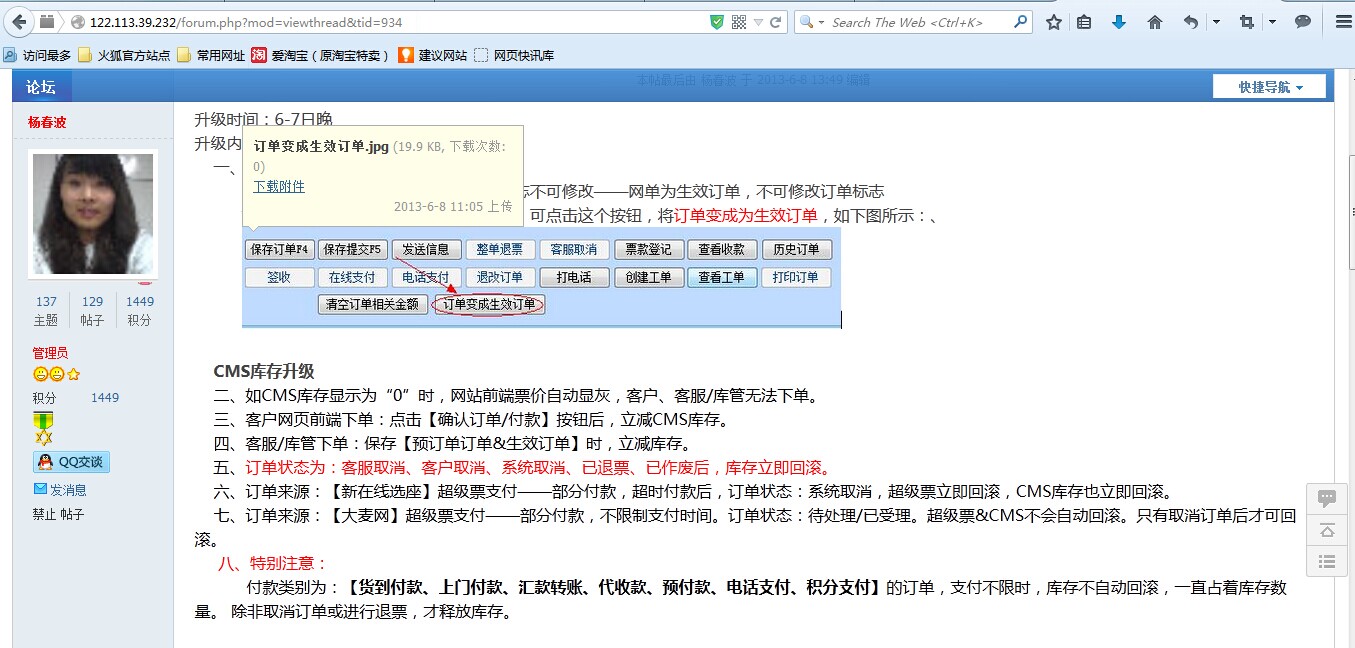 122.113.39.232/forum.php?mod=viewthread&tid=934
Search The Web <Ctrl+K>
访问最多 火狐官方站点 常用网址 淘 爱淘宝（原淘宝特卖） 建议网站 网页快讯库
论坛
本帖最后由 杨春波 于 2013-6-8 13:49 编辑
快捷导航
杨春波
137 129 1449
主题 帖子 积分
管理员
积分 1449
QQ交谈
发消息
禁止 帖子
升级时间：6-7日晚
升级内
一、
订单变成生效订单.jpg (19.9 KB, 下载次数:
0)
下载附件
2013-6-8 11:05 上传
不可修改——网单为生效订单，不可修改订单标志
可点击这个按钮，将订单变成为生效订单，如下图所示：、
保存订单F4 保存提交F5 发送信息 整单退票 客服取消 票款登记 查看收款 历史订单
签收 在线支付 电话支付 退改订单 打电话 创建工单 查看工单 打印订单
清空订单相关金额 订单变成生效订单
CMS库存升级
二、如CMS库存显示为“0”时，网站前端票价自动显灰，客户、客服/库管无法下单。
三、客户网页前端下单：点击【确认订单/付款】按钮后，立减CMS库存。
四、客服/库管下单：保存【预订单订单&生效订单】时，立减库存。
五、订单状态为：客服取消、客户取消、系统取消、已退票、已作废后，库存立即回滚。
六、订单来源：【新在线选座】超级票支付——部分付款，超时付款后，订单状态：系统取消，超级票立即回滚，CMS库存也立即回滚。
七、订单来源：【大麦网】超级票支付——部分付款，不限制支付时间。订单状态：待处理/已受理。超级票&CMS不会自动回滚。只有取消订单后才可回
滚。
八、特别注意：
付款类别为：【货到付款、上门付款、汇款转账、代收款、预付款、电话支付、积分支付】的订单，支付不限时，库存不自动回滚，一直占着库存数
量。 除非取消订单或进行退票，才释放库存。